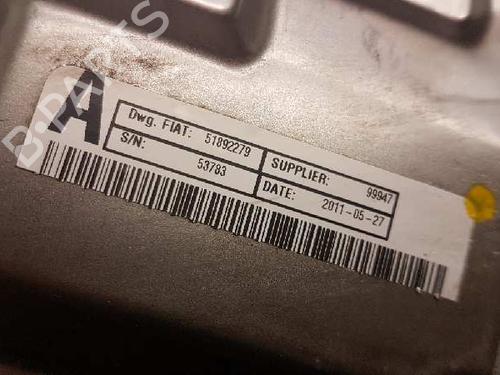 A
Dwg. FIAT: 51892279
S/N: 53783
SUPPLIER: 99947
DATE: 2011-05-27
B-PARTS